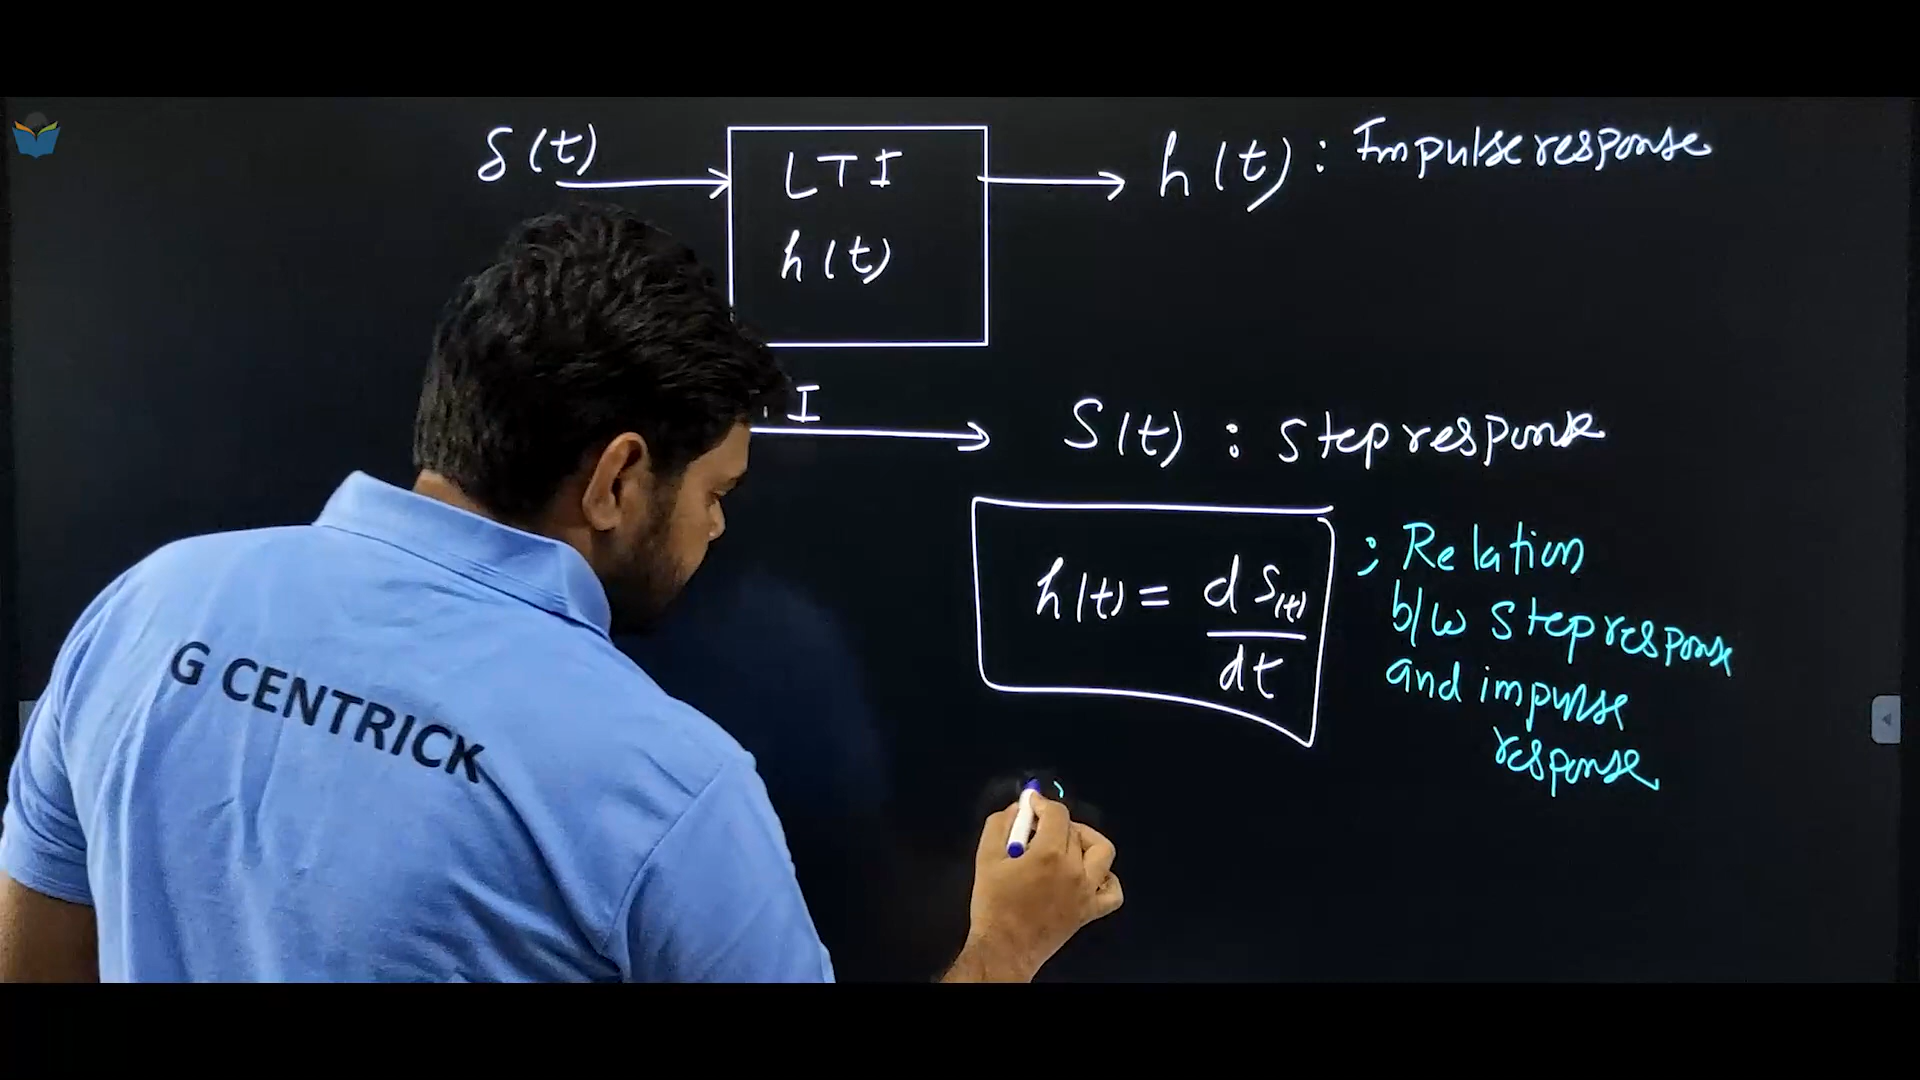 δ(t) LTI h(t) : Impulse response
h(t)
I S(t) : Step response
h(t) = dS(t)/dt ; Relation
b/w Step response
and impulse
response
G CENTRICK